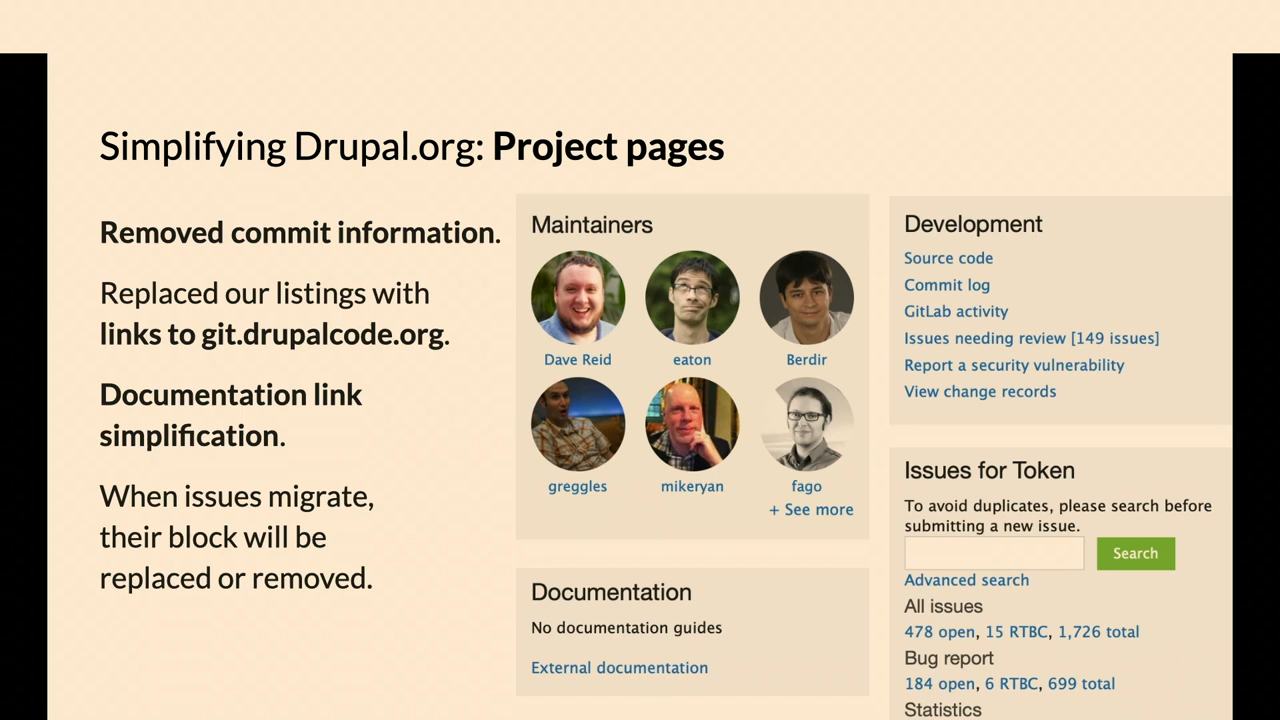 Simplifying Drupal.org: Project pages
Removed commit information.
Replaced our listings with
links to git.drupalcode.org.
Documentation link
simplification.
When issues migrate,
their block will be
replaced or removed.
Maintainers
Dave Reid
eaton
Berdir
greggles
mikeryan
fago
+ See more
Documentation
No documentation guides
External documentation
Development
Source code
Commit log
GitLab activity
Issues needing review [149 issues]
Report a security vulnerability
View change records
Issues for Token
To avoid duplicates, please search before
submitting a new issue.
Search
Advanced search
All issues
478 open, 15 RTBC, 1,726 total
Bug report
184 open, 6 RTBC, 699 total
Statistics